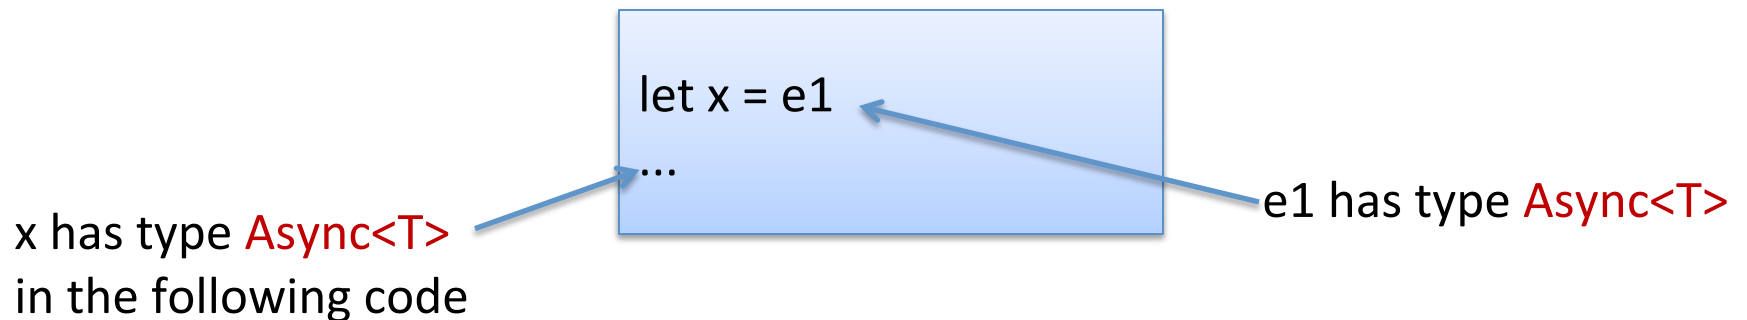 let x = e1
...
e1 has type Async<T>
x has type Async<T>
in the following code